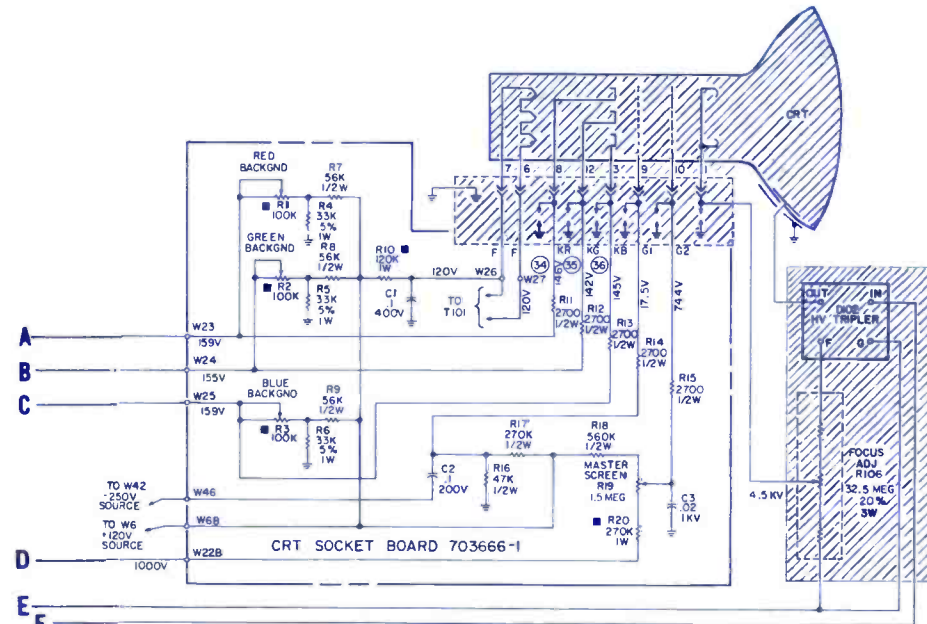 CRT
7 6 8 12 3 9 10 1
RED
BACKGND
R7
56K
1/2W
R1
100K
R4
33K
5%
1W
GREEN
BACKGND
R8
56K
1/2W
R10
120K
1W
R2
100K
R5
33K
5%
1W
C1
.1
400V
120V
W26
F F KR KG KB G1 G2
34 35 36
W27
120V
TO
T101
146V
142V
145V
17.5V
744V
R11
2700
1/2W
R12
2700
1/2W
R13
2700
1/2W
R14
2700
1/2W
R15
2700
1/2W
OUT IN
DIODE
HV TRIPLER
F G
A
W23
159V
B
W24
155V
C
W25
159V
BLUE
BACKGND
R9
56K
1/2W
R3
100K
R6
33K
5%
1W
R17
270K
1/2W
R18
560K
1/2W
C2
.1
200V
R16
47K
1/2W
MASTER
SCREEN
R19
1.5 MEG
C3
.02
1KV
R20
270K
1W
4.5 KV
FOCUS
ADJ
R106
32.5 MEG
20%
3W
TO W42
-250V
SOURCE
W46
TO W6
+120V
SOURCE
W6B
D
W22B
1000V
CRT SOCKET BOARD 703666-1
E